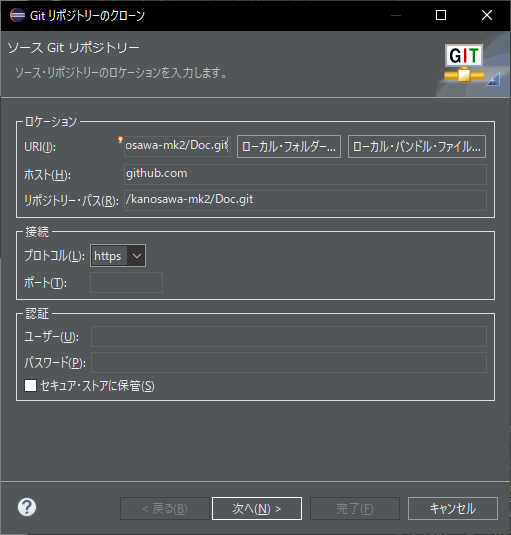 Git リポジトリーのクローン
ソース Git リポジトリー
ソース・リポジトリーのロケーションを入力します。
GIT
ロケーション
URI(I): osawa-mk2/Doc.git ローカル・フォルダー... ローカル・バンドル・ファイル...
ホスト(H): github.com
リポジトリー・パス(R): /kanosawa-mk2/Doc.git
接続
プロトコル(L): https
ポート(T):
認証
ユーザー(U):
パスワード(P):
セキュア・ストアに保管(S)
< 戻る(B) 次へ(N) > 完了(F) キャンセル